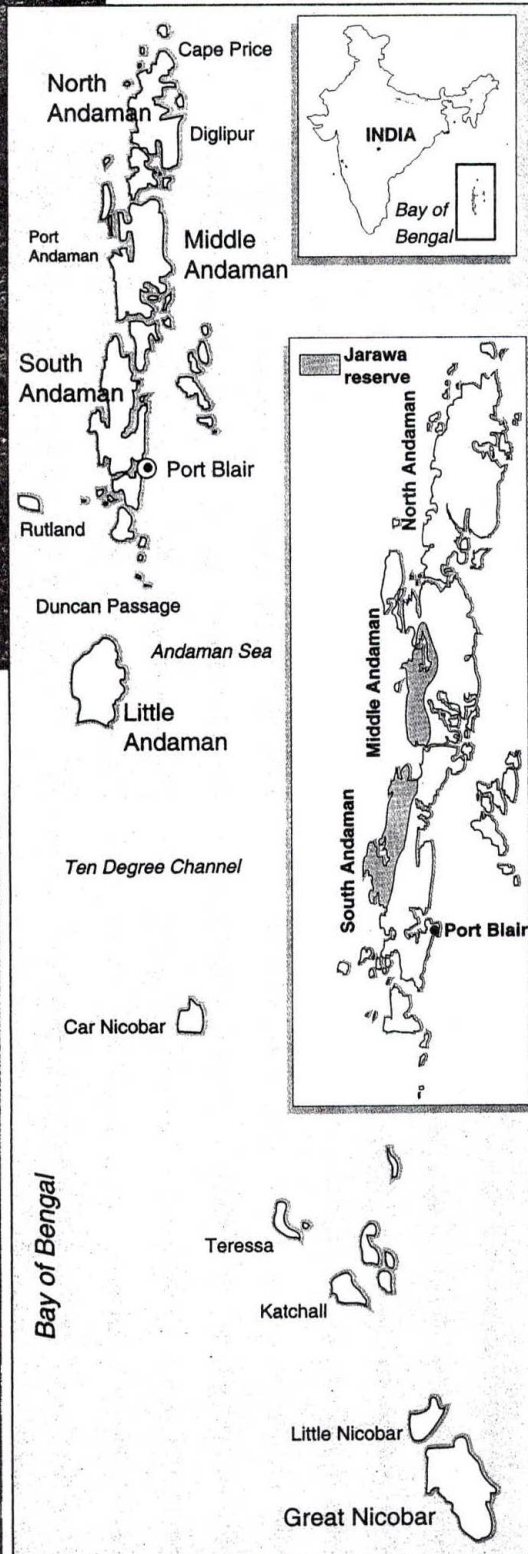 Cape Price
North
Andaman
Diglipur
Port
Andaman
Middle
Andaman
South
Andaman
Port Blair
Rutland
Duncan Passage
Andaman Sea
Little
Andaman
Ten Degree Channel
Car Nicobar
Bay of Bengal
Teressa
Katchall
Little Nicobar
Great Nicobar
INDIA
Bay of
Bengal
Jarawa
reserve
North Andaman
Middle Andaman
South Andaman
Port Blair